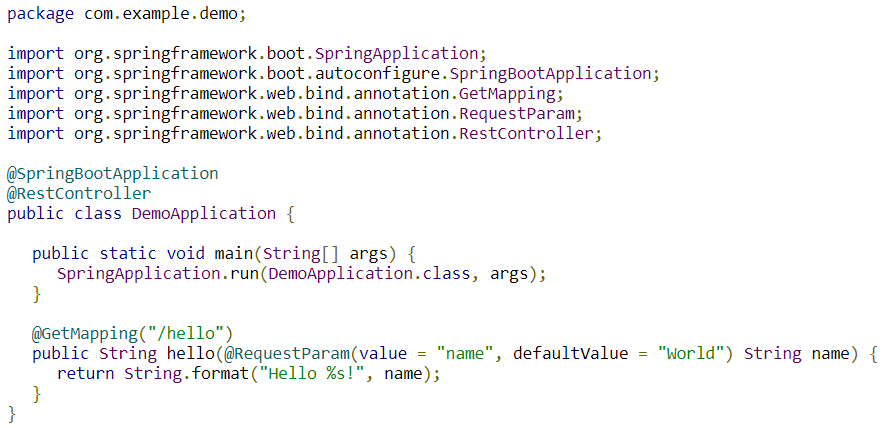 package com.example.demo;
import org.springframework.boot.SpringApplication;
import org.springframework.boot.autoconfigure.SpringBootApplication;
import org.springframework.web.bind.annotation.GetMapping;
import org.springframework.web.bind.annotation.RequestParam;
import org.springframework.web.bind.annotation.RestController;
@SpringBootApplication
@RestController
public class DemoApplication {
public static void main(String[] args) {
SpringApplication.run(DemoApplication.class, args);
}
@GetMapping("/hello")
public String hello(@RequestParam(value = "name", defaultValue = "World") String name) {
return String.format("Hello %s!", name);
}
}